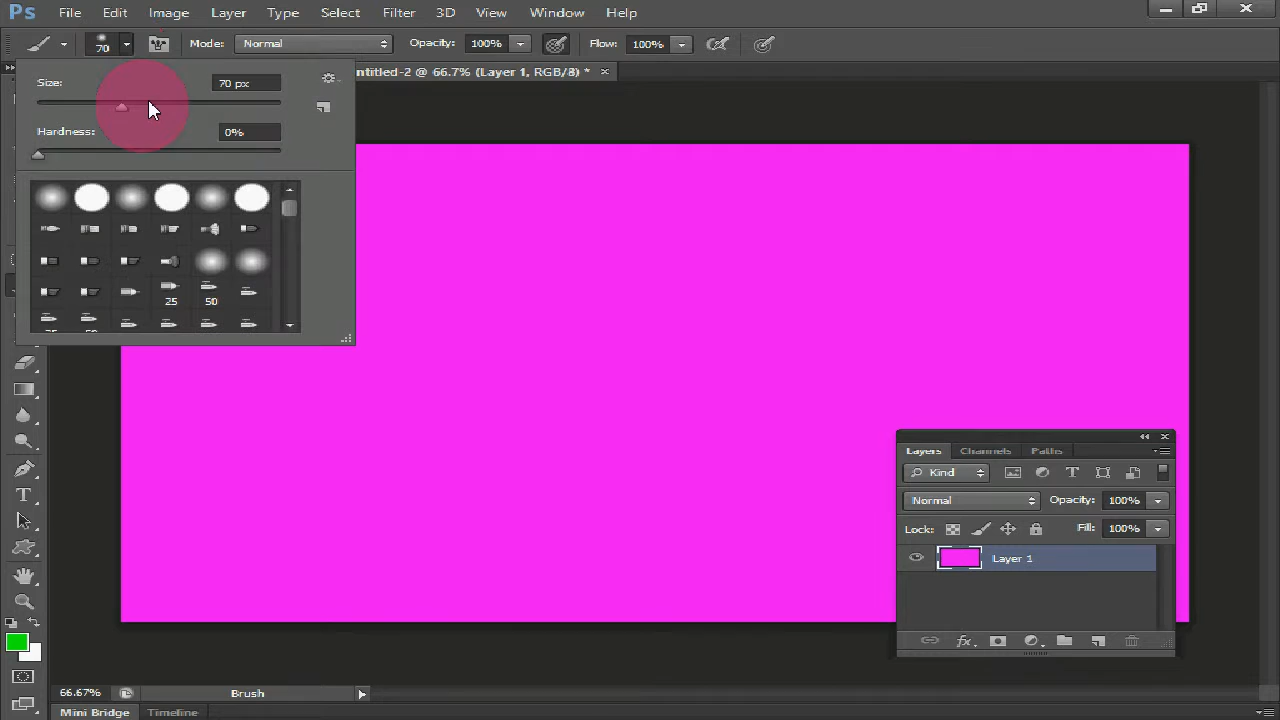 Ps File Edit Image Layer Type Select Filter 3D View Window Help
70 Mode: Normal Opacity: 100% Flow: 100%
ntitled-2 @ 66.7% (Layer 1, RGB/8) *
Size: 70 px
Hardness: 0%
25 50
Layers Channels Paths
Kind
Normal Opacity: 100%
Lock: Fill: 100%
Layer 1
66.67% Brush
Mini Bridge Timeline